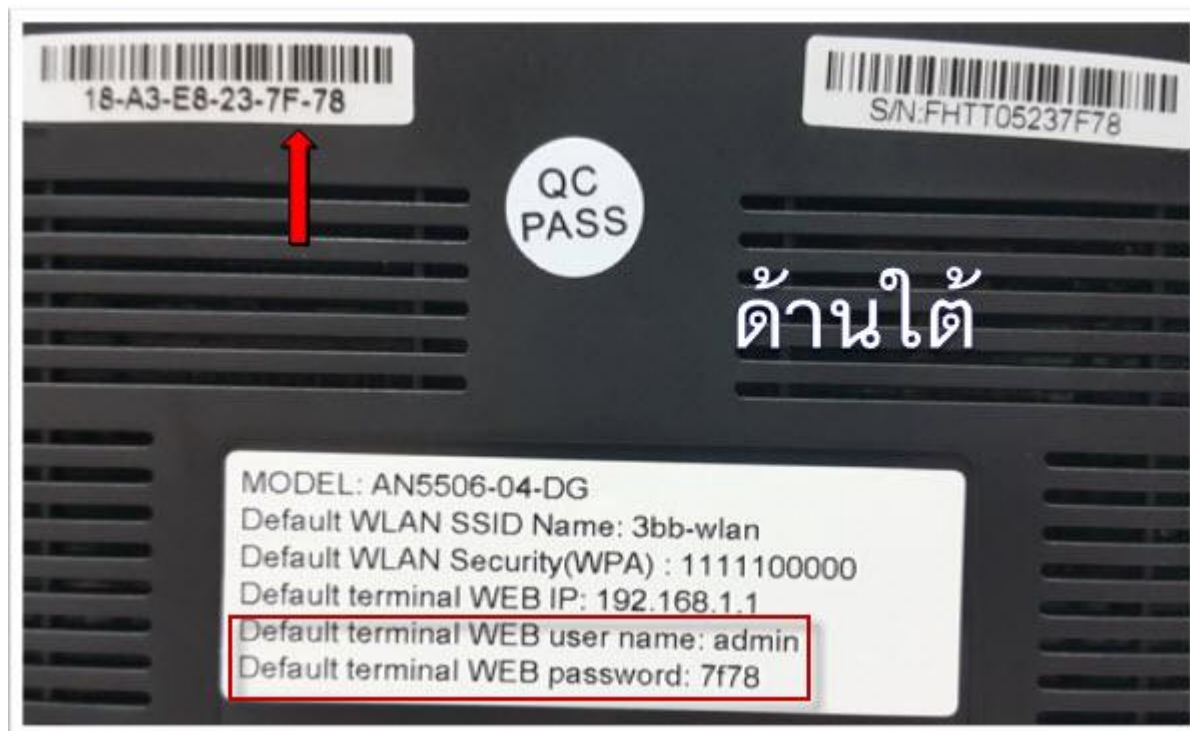 18-A3-E8-23-7F-78
S/N:FHTT05237F78
QC
PASS
ด้านใต้
MODEL: AN5506-04-DG
Default WLAN SSID Name: 3bb-wlan
Default WLAN Security(WPA) : 1111100000
Default terminal WEB IP: 192.168.1.1
Default terminal WEB user name: admin
Default terminal WEB password: 7f78